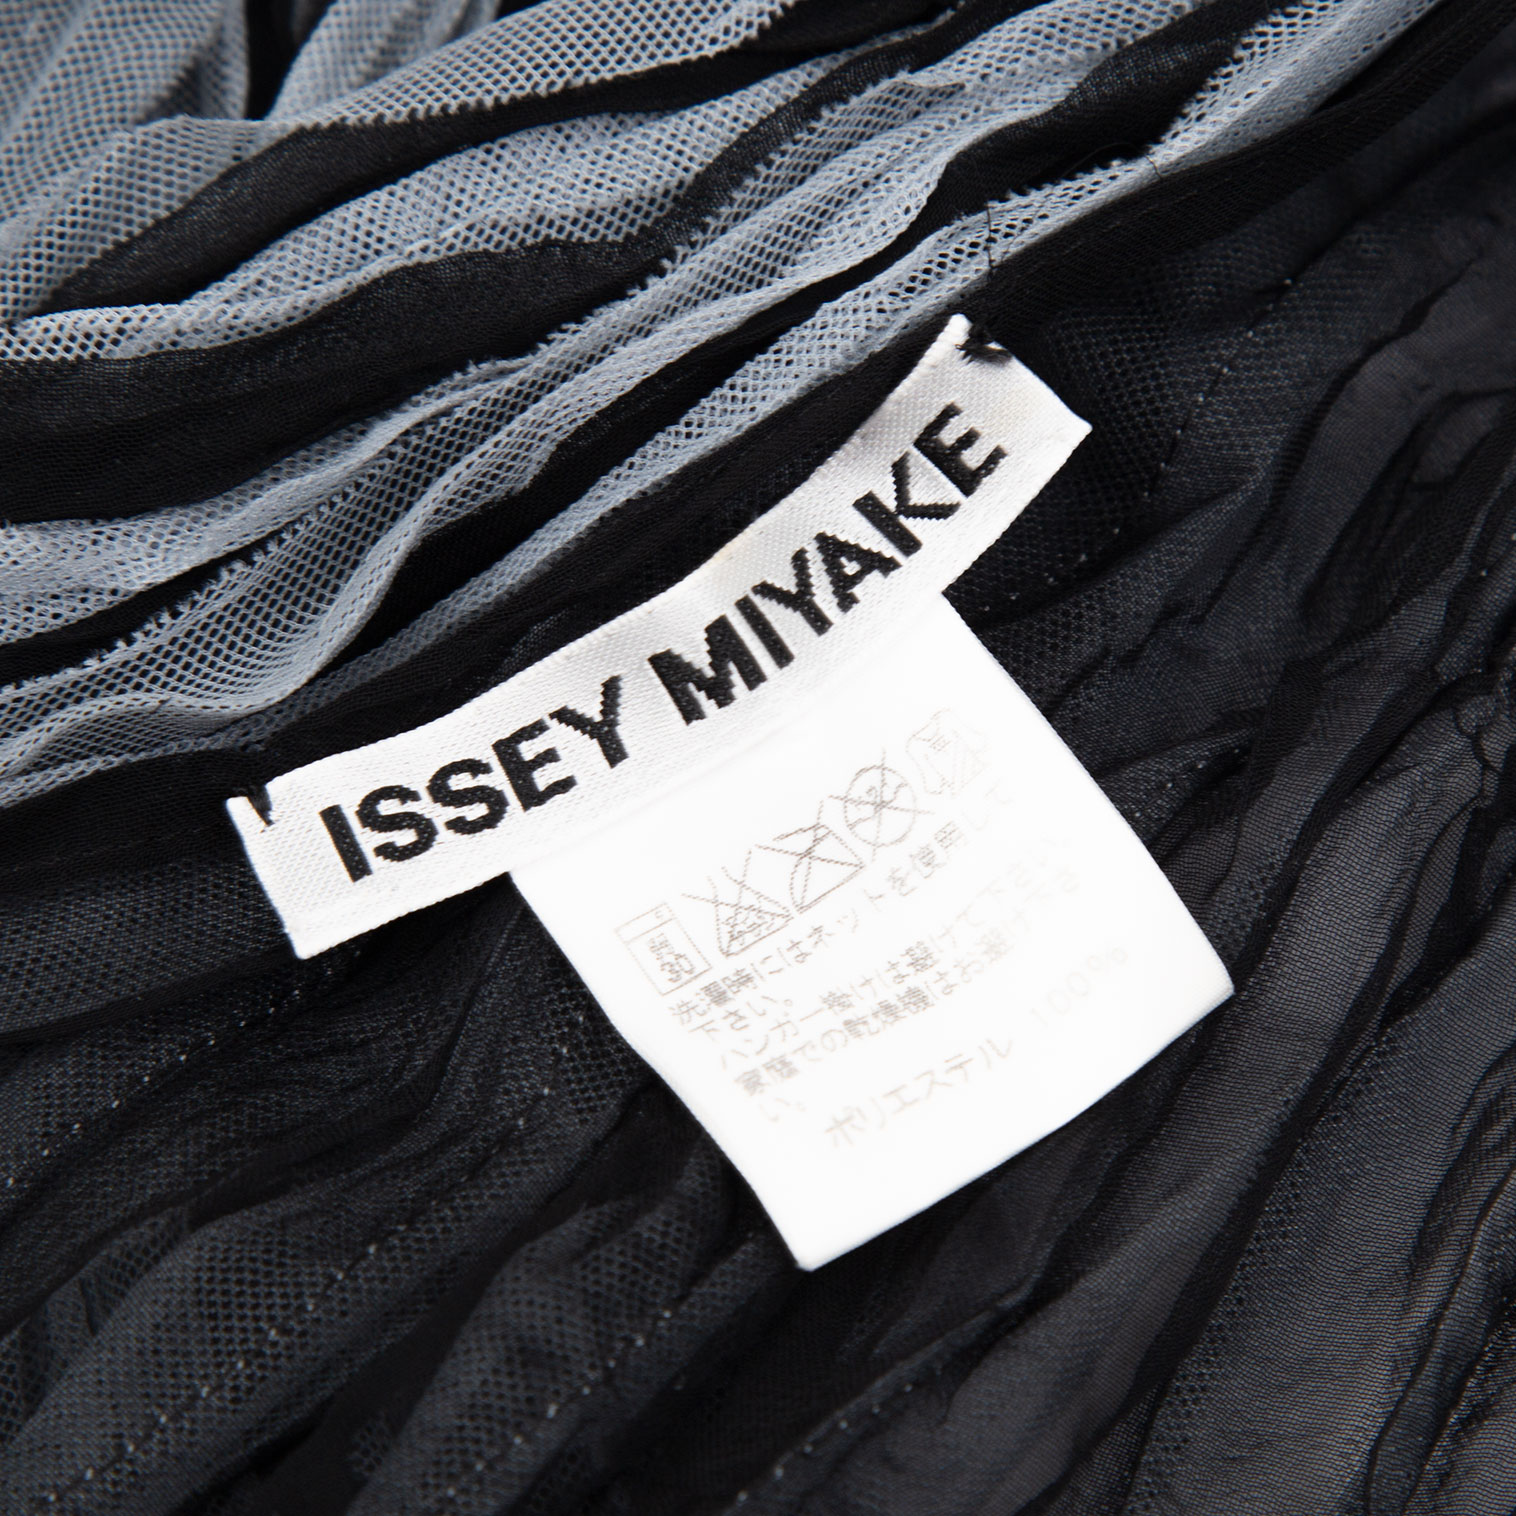 ISSEY MIYAKE
洗濯時にはネットを使用して
下さい。
ハンガー掛けは避けて下さい。
家庭での乾燥機はお避け下さ
い。
ポリエステル 100%